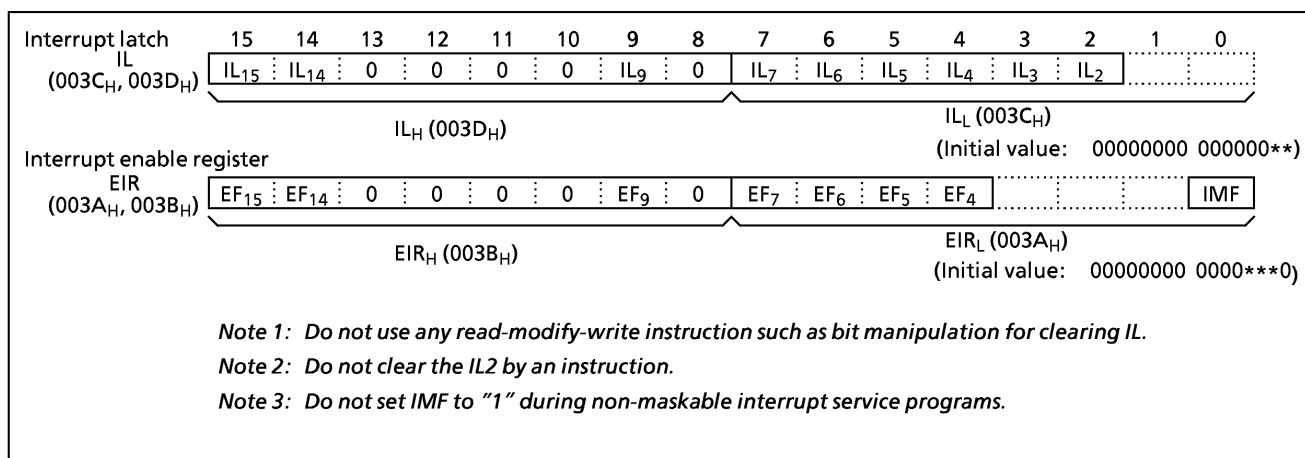 Interrupt latch 15 14 13 12 11 10 9 8 7 6 5 4 3 2 1 0
IL
(003CH, 003DH) IL15 IL14 0 0 0 0 IL9 0 IL7 IL6 IL5 IL4 IL3 IL2
ILH (003DH) ILL (003CH)
(Initial value: 00000000 000000**)
Interrupt enable register
EIR
(003AH, 003BH) EF15 EF14 0 0 0 0 EF9 0 EF7 EF6 EF5 EF4 IMF
EIRH (003BH) EIRL (003AH)
(Initial value: 00000000 0000***0)
Note 1: Do not use any read-modify-write instruction such as bit manipulation for clearing IL.
Note 2: Do not clear the IL2 by an instruction.
Note 3: Do not set IMF to "1" during non-maskable interrupt service programs.